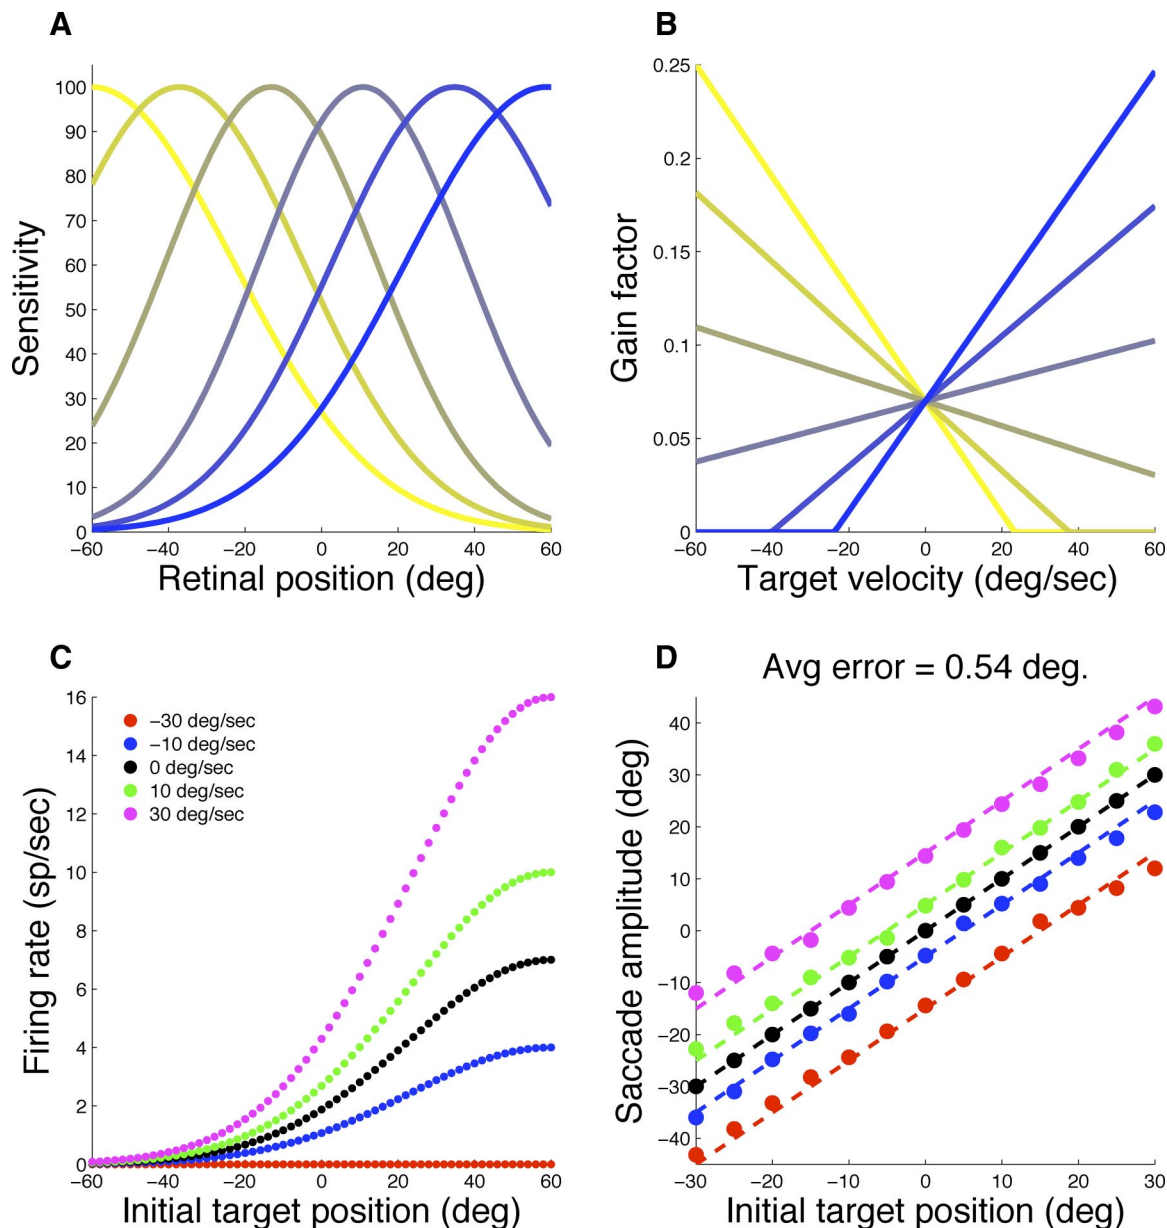 A
100
90
80
70
60
50
40
30
20
10
0
Sensitivity
−60 −40 −20 0 20 40 60
Retinal position (deg)
B
0.25
0.2
0.15
0.1
0.05
0
Gain factor
−60 −40 −20 0 20 40 60
Target velocity (deg/sec)
C
16
14
12
10
8
6
4
2
0
Firing rate (sp/sec)
−30 deg/sec
−10 deg/sec
0 deg/sec
10 deg/sec
30 deg/sec
−60 −40 −20 0 20 40 60
Initial target position (deg)
D
Avg error = 0.54 deg.
40
30
20
10
0
−10
−20
−30
−40
Saccade amplitude (deg)
−30 −20 −10 0 10 20 30
Initial target position (deg)